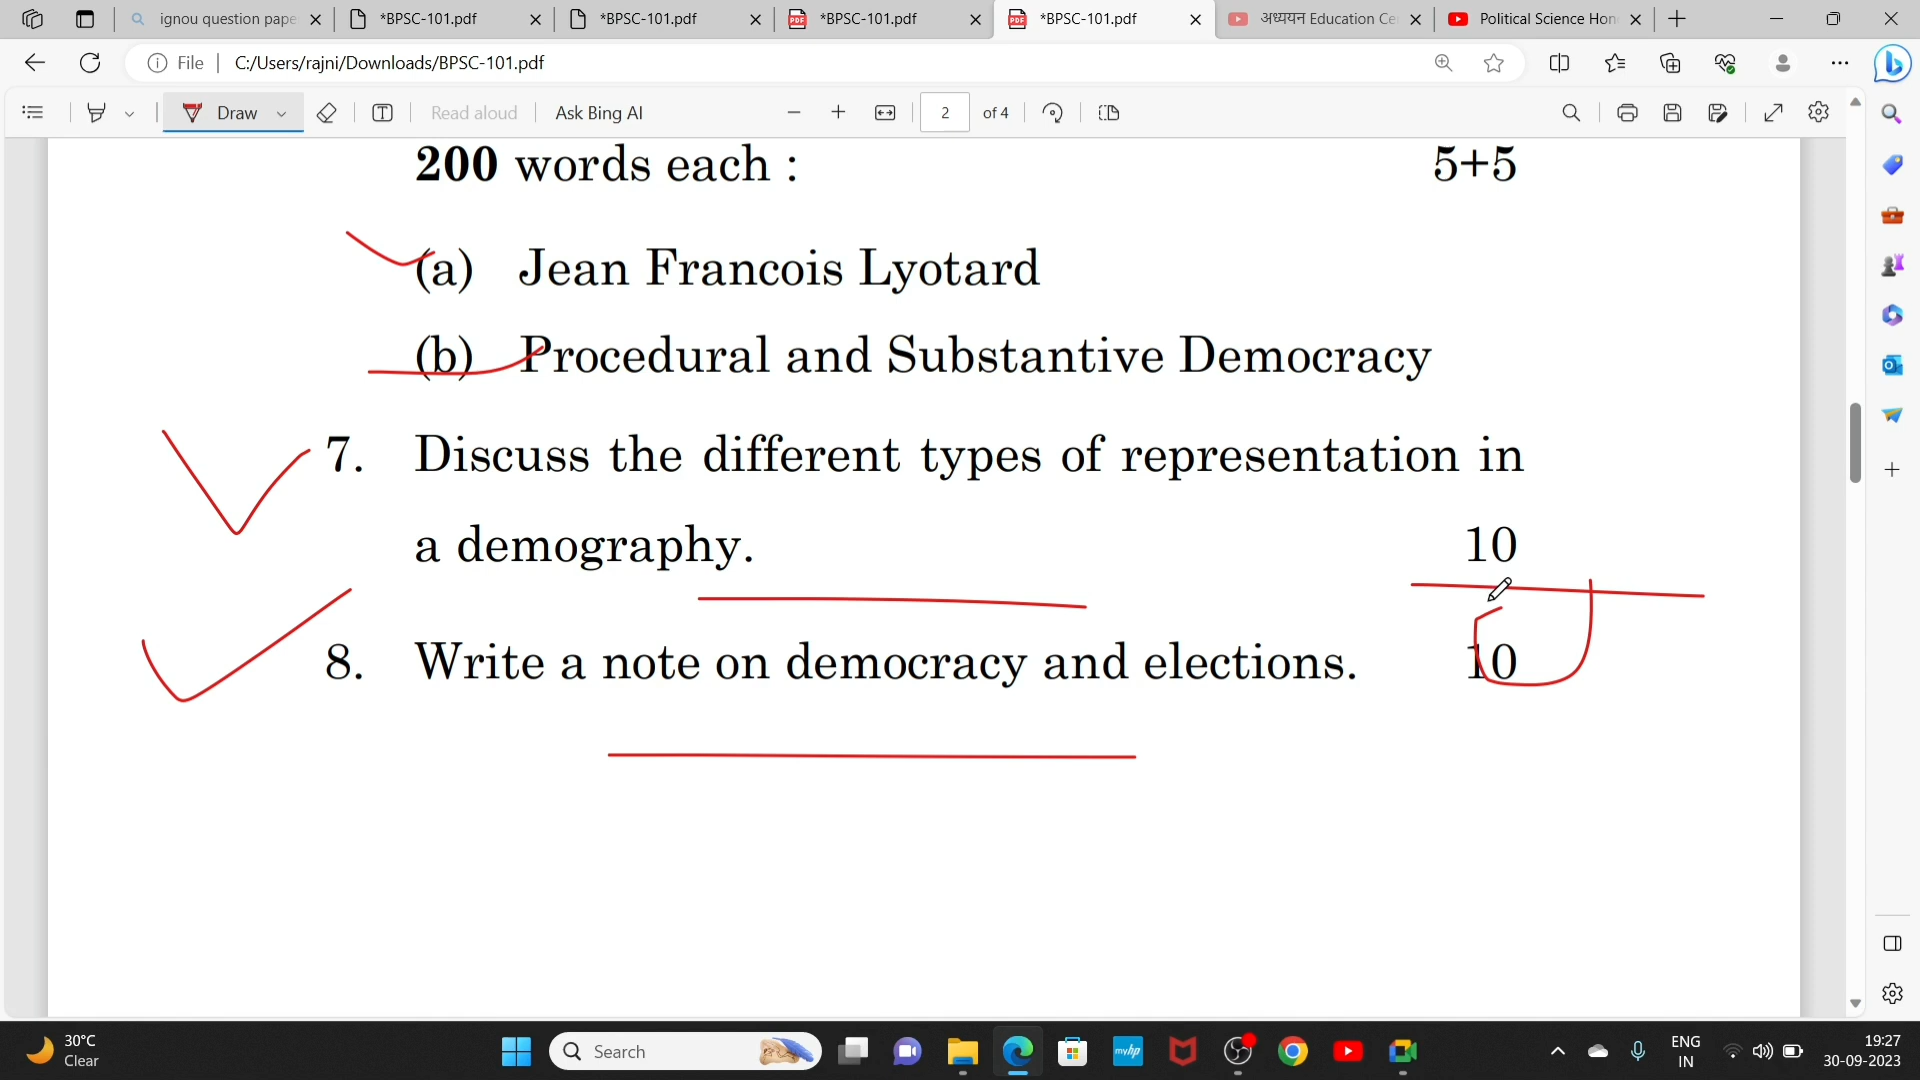 ignou question pape
*BPSC-101.pdf
*BPSC-101.pdf
*BPSC-101.pdf
*BPSC-101.pdf
अध्ययन Education Ce
Political Science Hon
File
C:/Users/rajni/Downloads/BPSC-101.pdf
Draw
Read aloud
Ask Bing AI
2 of 4
200 words each : 5+5
(a) Jean Francois Lyotard
(b) Procedural and Substantive Democracy
7. Discuss the different types of representation in
a demography. 10
8. Write a note on democracy and elections. 10
30°C
Clear
Search
myhp
ENG
IN
19:27
30-09-2023